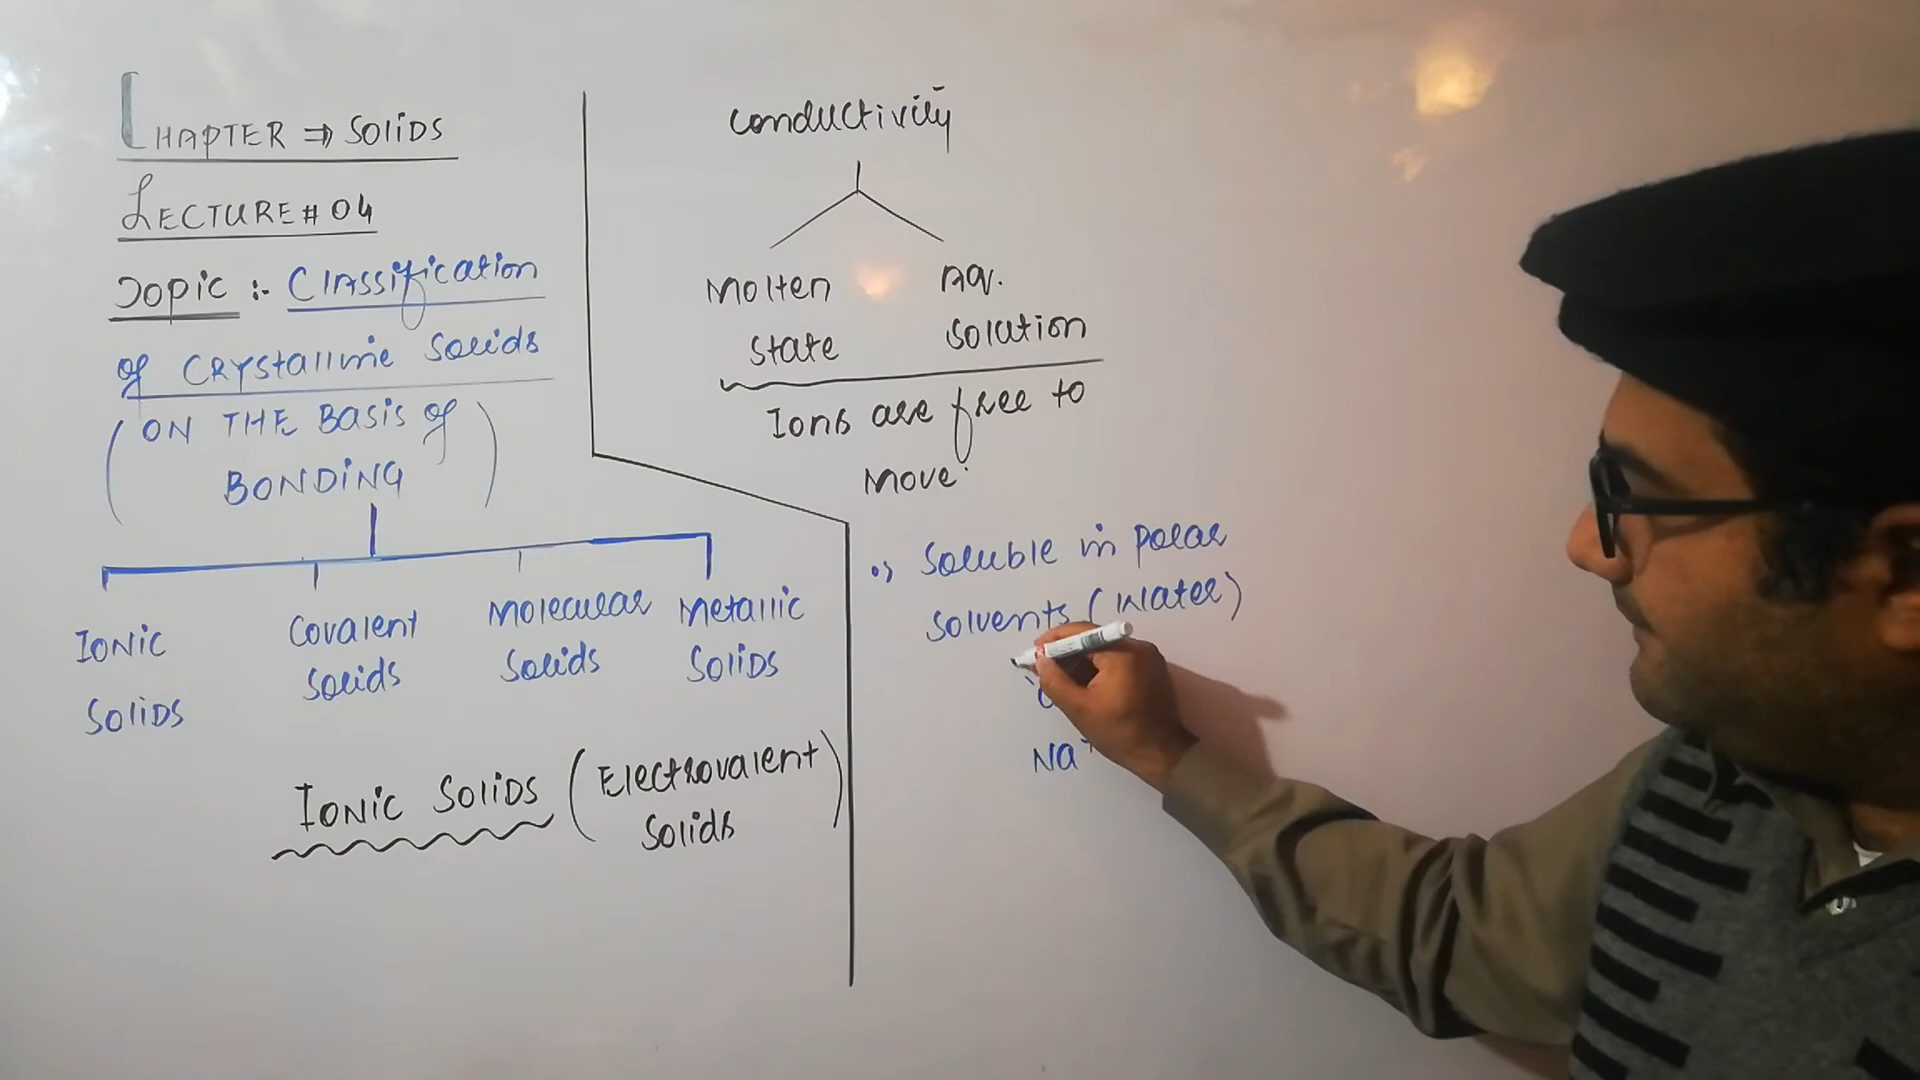 CHAPTER ⇒ SOLIDS
LECTURE # 04
Topic :- Classification
of CRYstalline Solids
(ON THE BASIS of
BONDING)
IONIC
SOLIDS
Covalent
Solids
Molecular
Solids
Metallic
SOLIDS
IONIC SOLIDS (Electrovalent
Solids)
Conductivity
Molten
State
Aq.
Solution
Ions are free to
Move.
Soluble in polar
Solvents (Water)
Na+